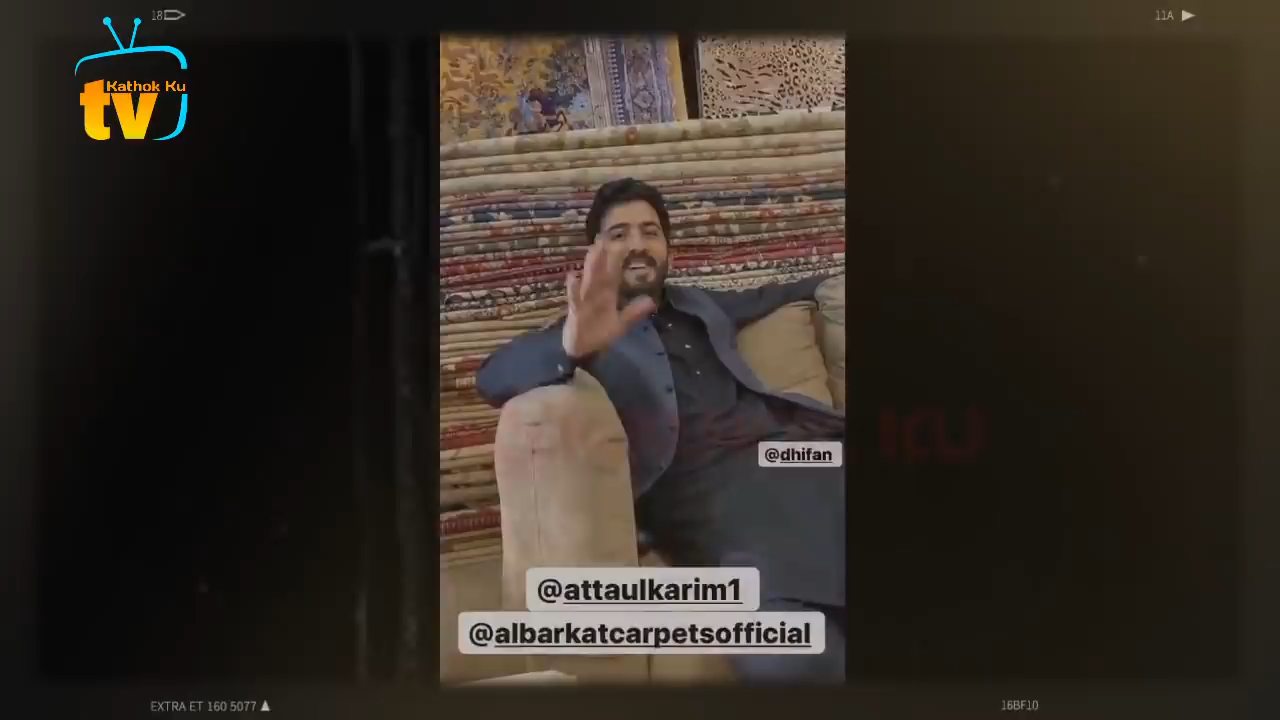 18
11A
Kathok Ku
tv
@dhifan
@attaulkarim1
@albarkatcarpetsofficial
EXTRA ET 160 5077
16BF10